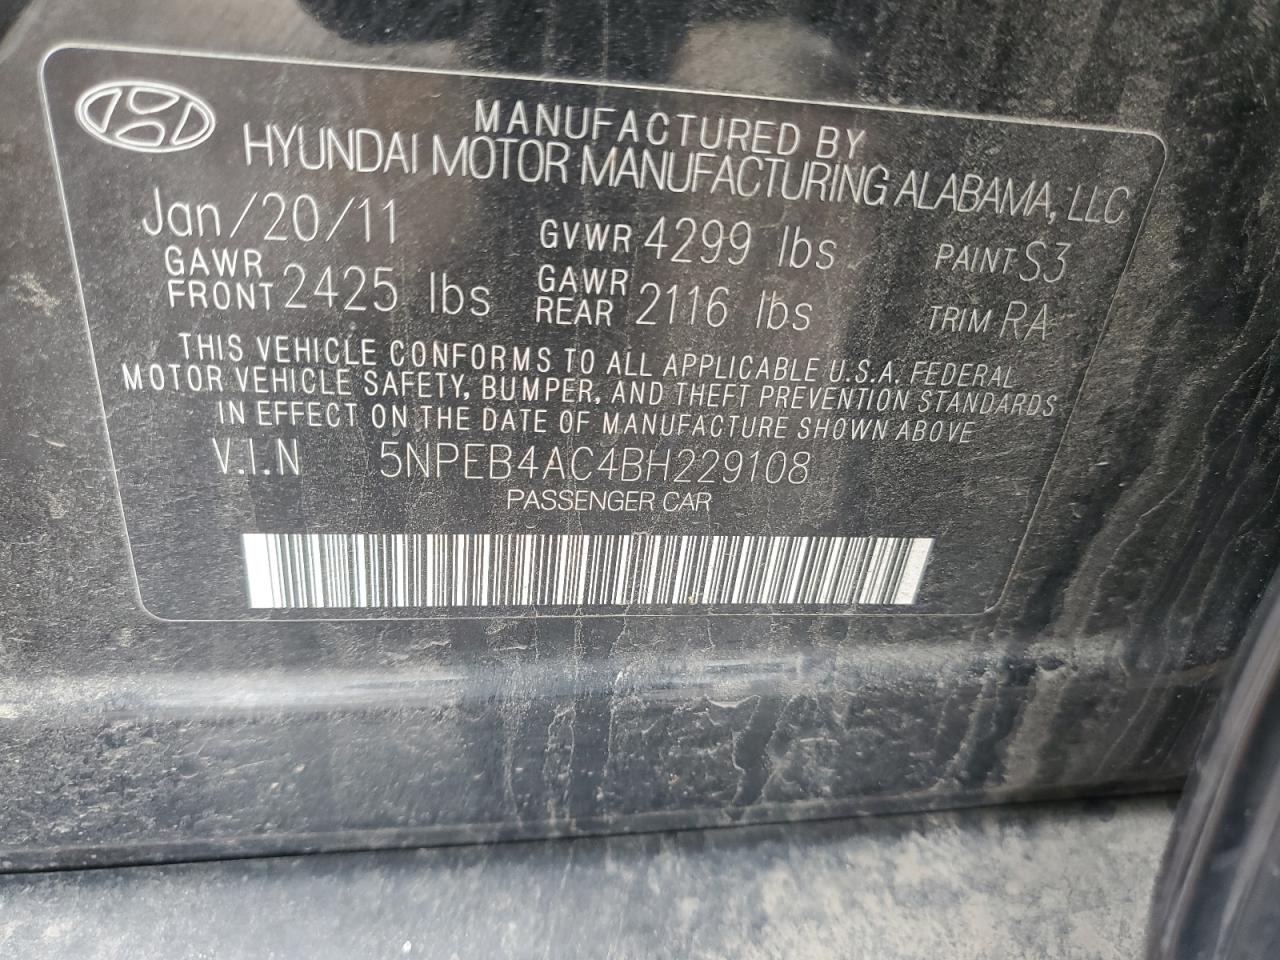 MANUFACTURED BY
HYUNDAI MOTOR MANUFACTURING ALABAMA, LLC
Jan/20/11 GVWR 4299 lbs PAINT S3
GAWR FRONT 2425 lbs GAWR REAR 2116 lbs TRIM RA
THIS VEHICLE CONFORMS TO ALL APPLICABLE U.S.A. FEDERAL
MOTOR VEHICLE SAFETY, BUMPER, AND THEFT PREVENTION STANDARDS
IN EFFECT ON THE DATE OF MANUFACTURE SHOWN ABOVE
V.I.N 5NPEB4AC4BH229108
PASSENGER CAR